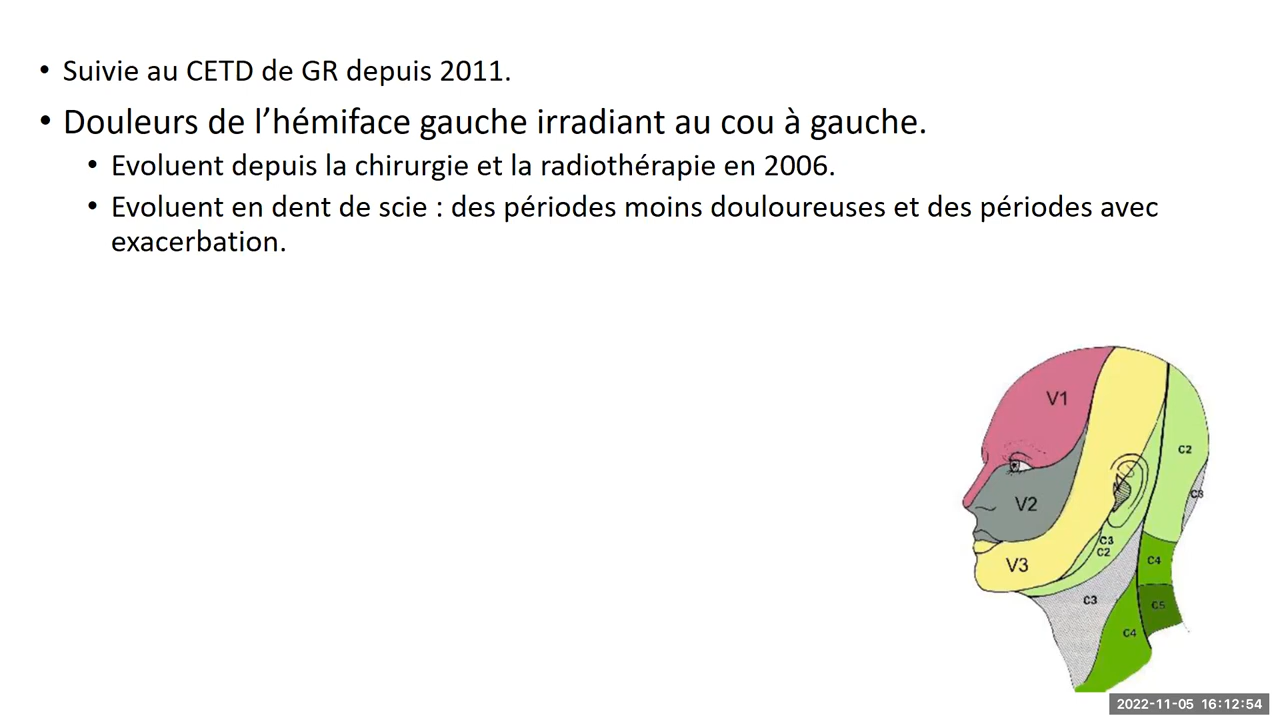 • Suivie au CETD de GR depuis 2011.
• Douleurs de l’hémiface gauche irradiant au cou à gauche.
• Evoluent depuis la chirurgie et la radiothérapie en 2006.
• Evoluent en dent de scie : des périodes moins douloureuses et des périodes avec
exacerbation.
V1
C2
C3
V2
C3
C2
C4
V3
C3
C5
C4
2022-11-05 16:12:54